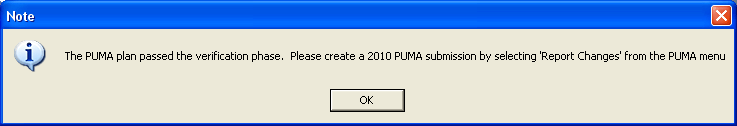 Note
The PUMA plan passed the verification phase.  Please create a 2010 PUMA submission by selecting 'Report Changes' from the PUMA menu
OK